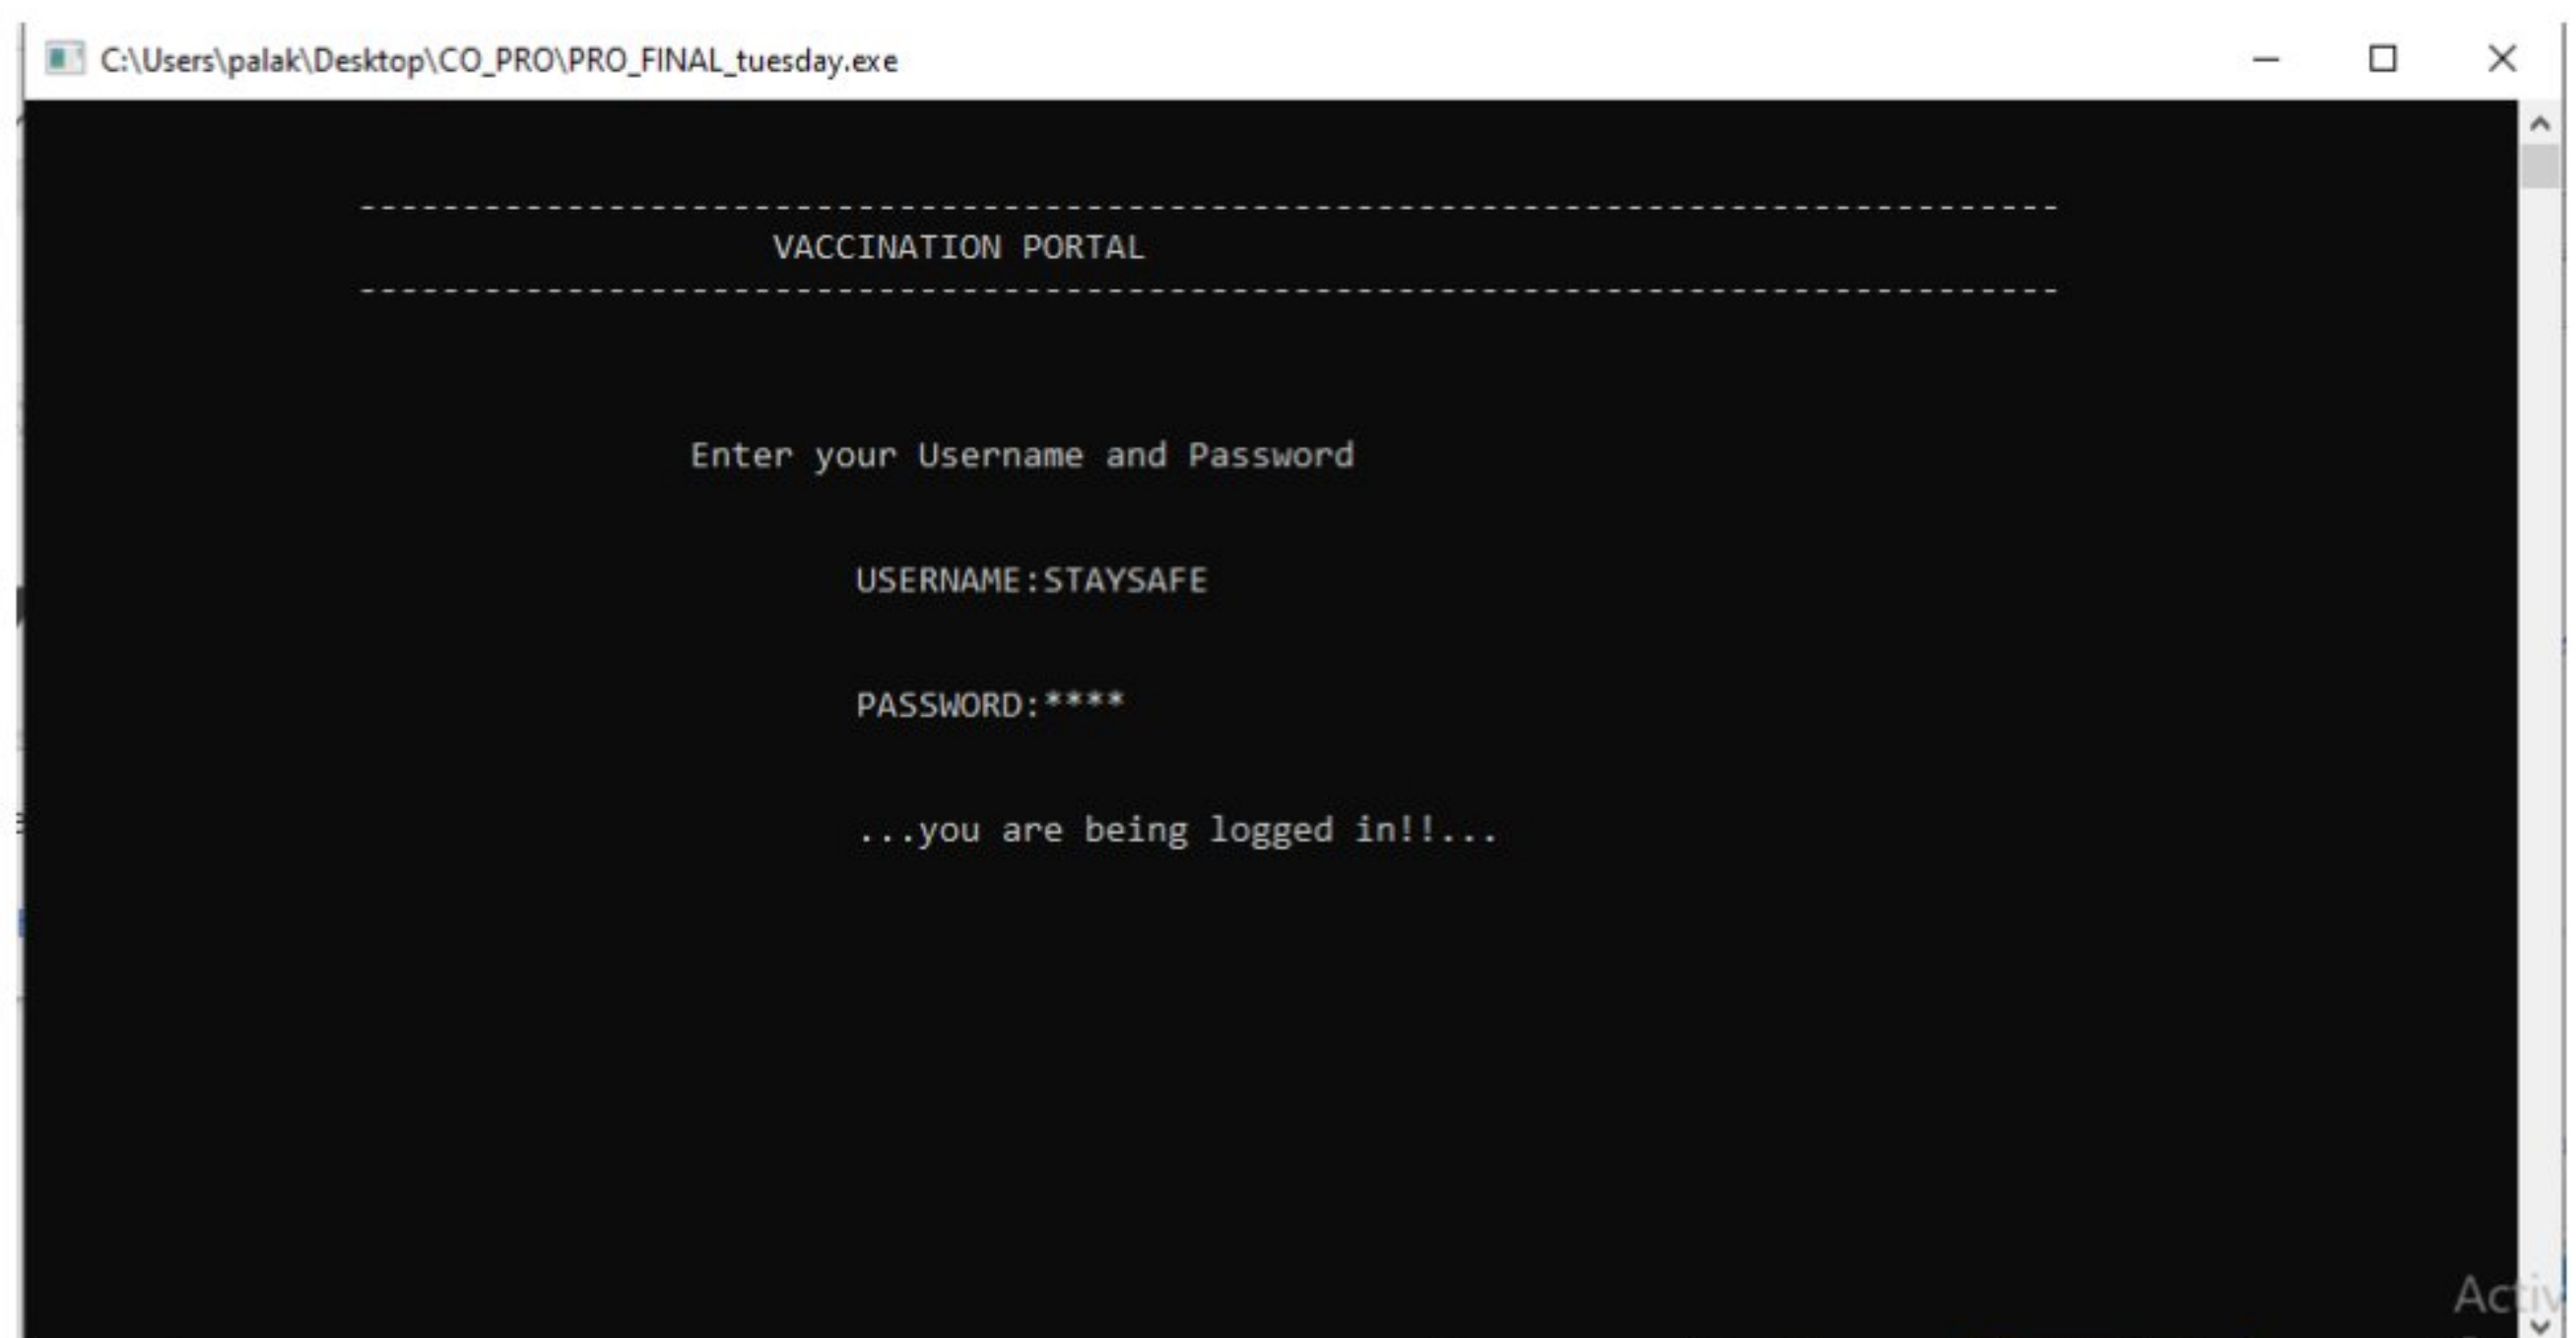 C:\Users\palak\Desktop\CO_PRO\PRO_FINAL_tuesday.exe
----------------------------------------------------------------------------------
VACCINATION PORTAL
----------------------------------------------------------------------------------
Enter your Username and Password
USERNAME:STAYSAFE
PASSWORD:****
...you are being logged in!!...
Activ